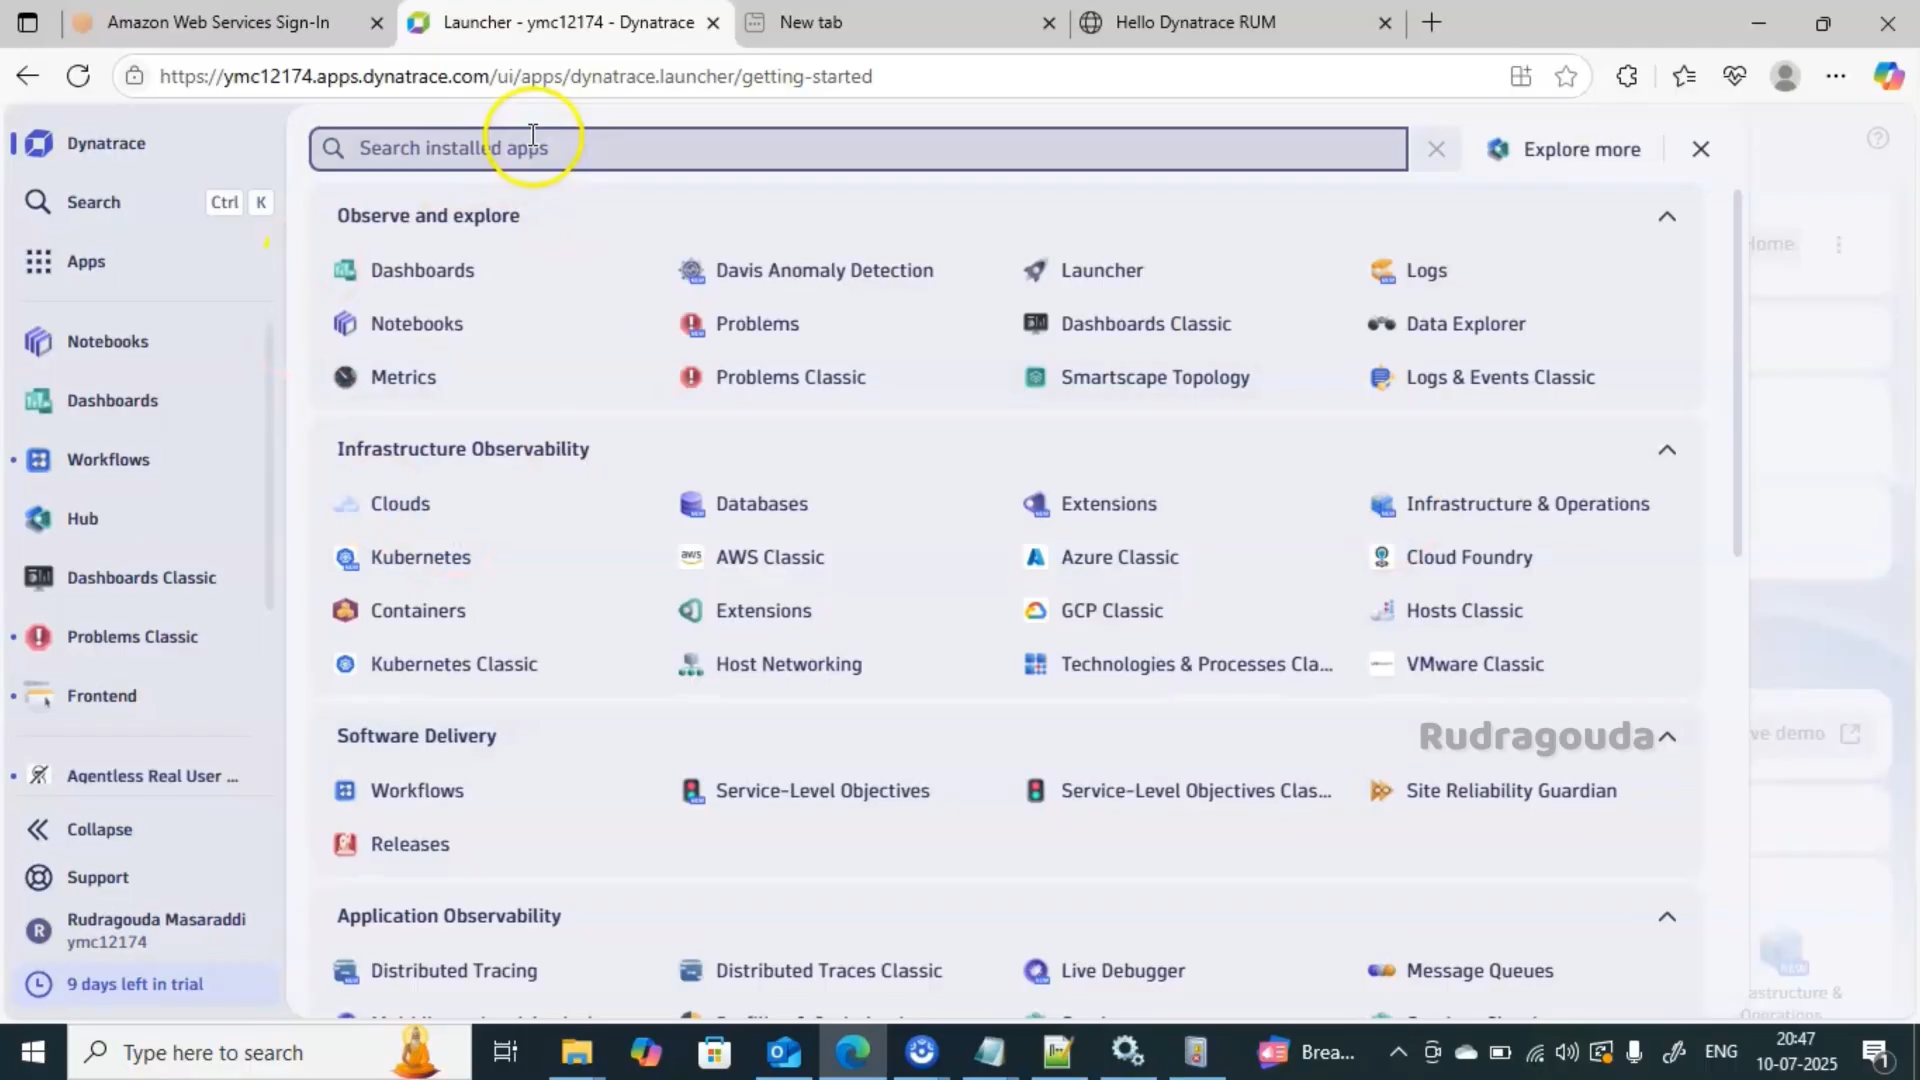 Amazon Web Services Sign-In
Launcher - ymc12174 - Dynatrace
New tab
Hello Dynatrace RUM
https://ymc12174.apps.dynatrace.com/ui/apps/dynatrace.launcher/getting-started
Dynatrace
Search Ctrl K
Apps
Notebooks
Dashboards
Workflows
Hub
Dashboards Classic
Problems Classic
Frontend
Agentless Real User ...
Collapse
Support
R
Rudragouda Masaraddi
ymc12174
9 days left in trial
Search installed apps
Explore more
Observe and explore
Dashboards
Davis Anomaly Detection
Launcher
Logs
Notebooks
Problems
Dashboards Classic
Data Explorer
Metrics
Problems Classic
Smartscape Topology
Logs & Events Classic
Infrastructure Observability
Clouds
Databases
Extensions
Infrastructure & Operations
Kubernetes
aws
AWS Classic
Azure Classic
Cloud Foundry
Containers
Extensions
GCP Classic
Hosts Classic
Kubernetes Classic
Host Networking
Technologies & Processes Cla...
VMware Classic
Software Delivery
Rudragouda
Workflows
Service-Level Objectives
Service-Level Objectives Clas...
Site Reliability Guardian
Releases
Application Observability
Distributed Tracing
Distributed Traces Classic
Live Debugger
Message Queues
Home
ve demo
astructure &
Operations
Type here to search
Brea...
ENG
20:47
10-07-2025
1